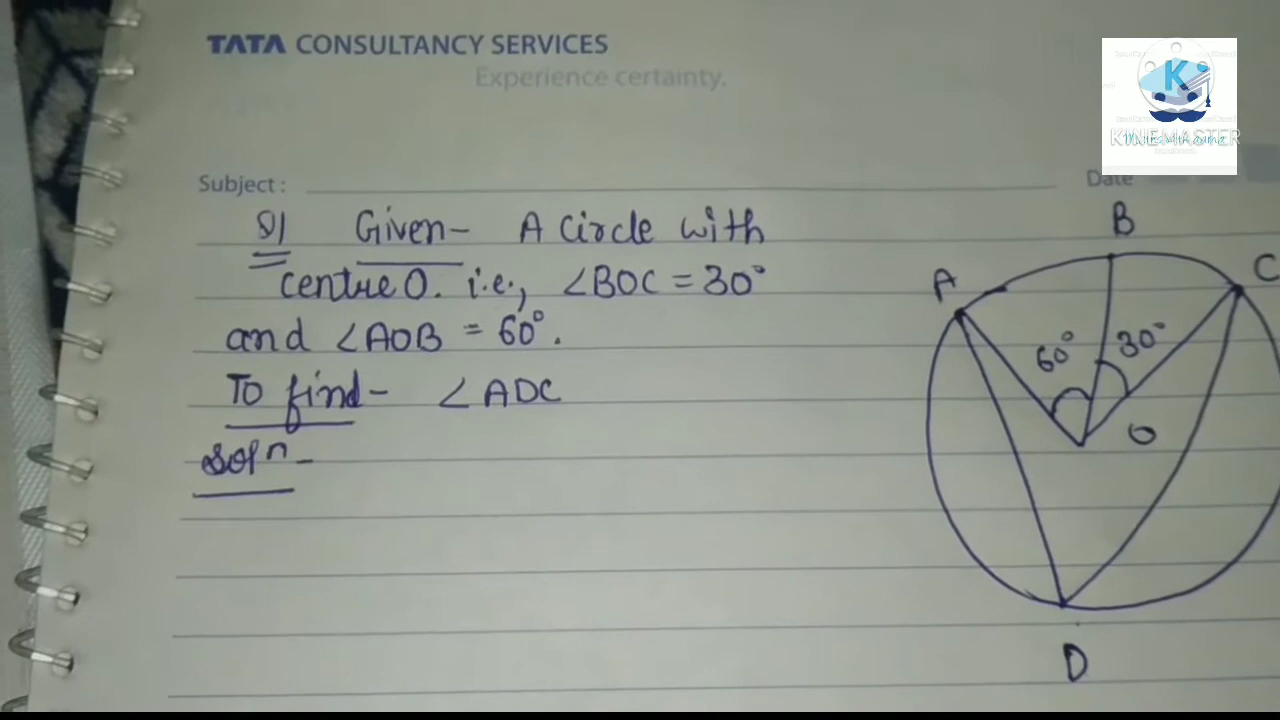 TATA CONSULTANCY SERVICES
Experience certainty.
KINEMASTER
Subject :
Date
Given- A circle with
centre O. i.e., ∠BOC = 30°
and ∠AOB = 60°.
To find- ∠ADC
Solⁿ-
B
A
C
60°
30°
O
D